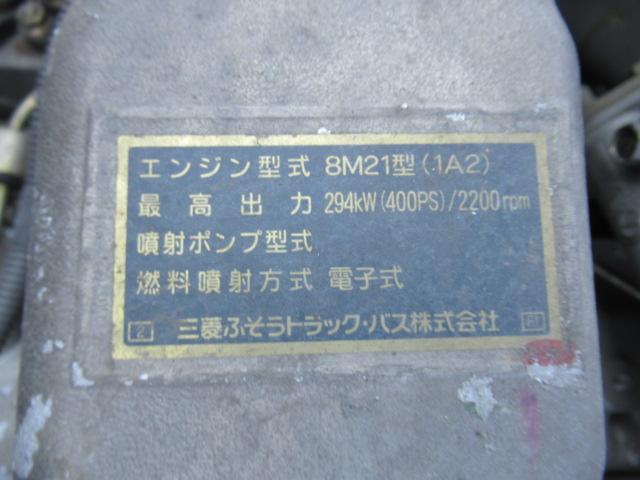 エンジン型式 8M21型(1A2)
最高出力 294kW(400PS)/2200rpm
噴射ポンプ型式
燃料噴射方式 電子式
2 三菱ふそうトラック・バス株式会社